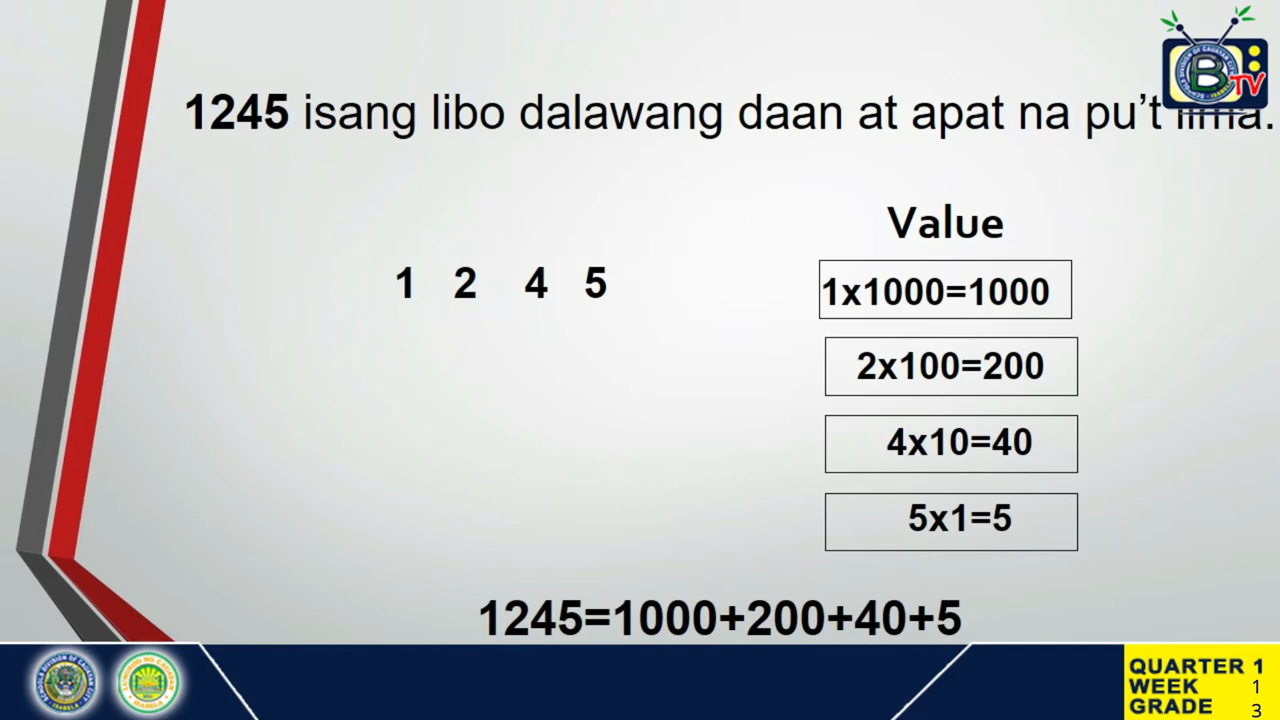 1245 isang libo dalawang daan at apat na pu’t lima.
Value
1 2 4 5
1x1000=1000
2x100=200
4x10=40
5x1=5
1245=1000+200+40+5
B TV
QUARTER 1
WEEK 1
GRADE 3